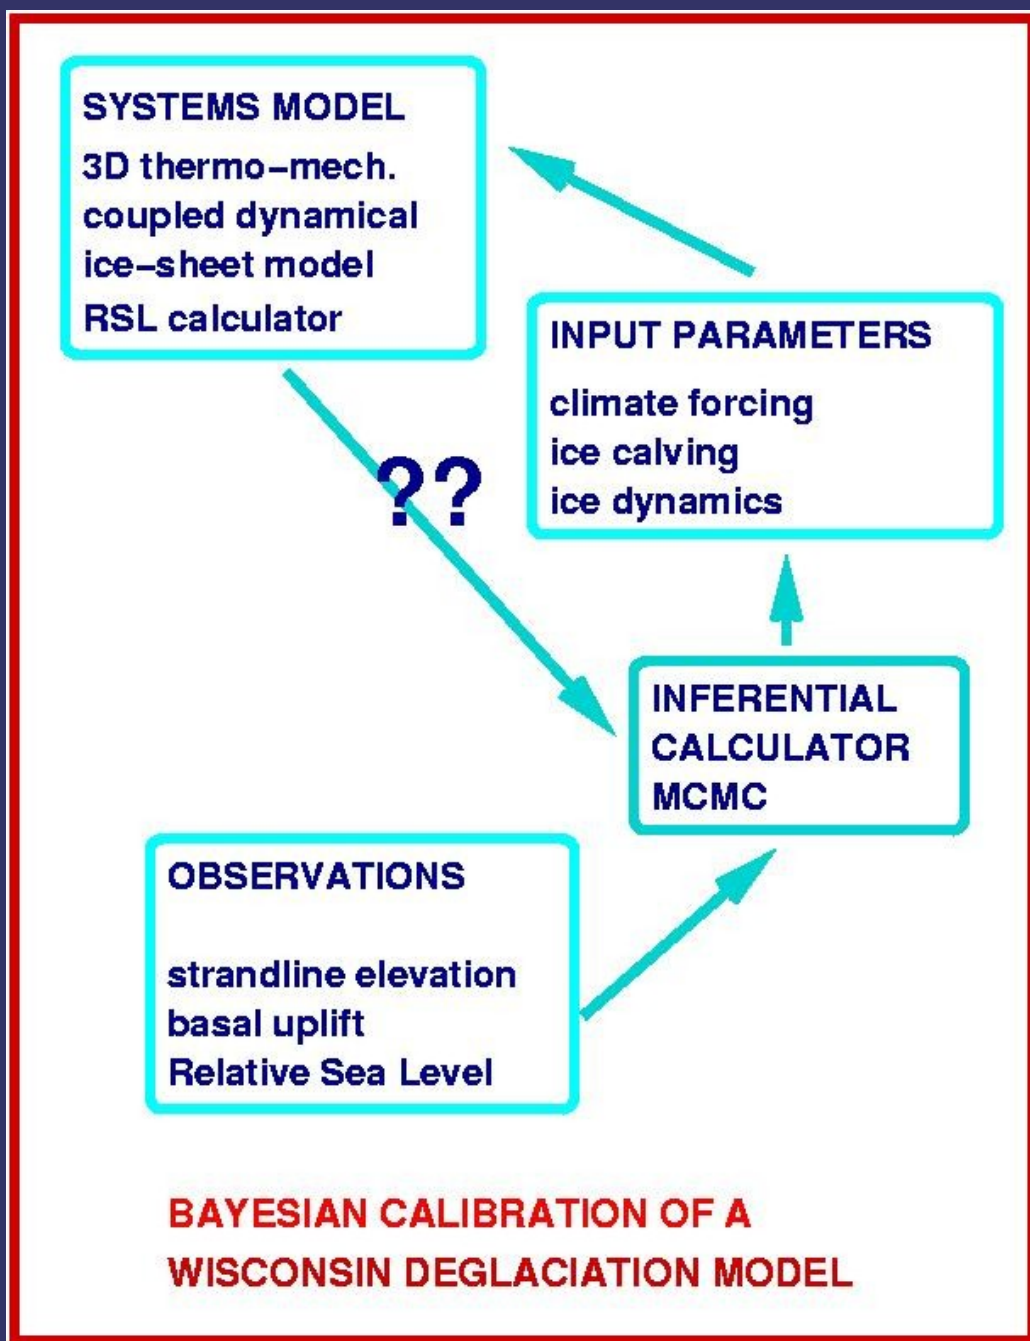 SYSTEMS MODEL
3D thermo–mech.
coupled dynamical
ice–sheet model
RSL calculator
INPUT PARAMETERS
climate forcing
ice calving
ice dynamics
??
INFERENTIAL
CALCULATOR
MCMC
OBSERVATIONS
strandline elevation
basal uplift
Relative Sea Level
BAYESIAN CALIBRATION OF A
WISCONSIN DEGLACIATION MODEL